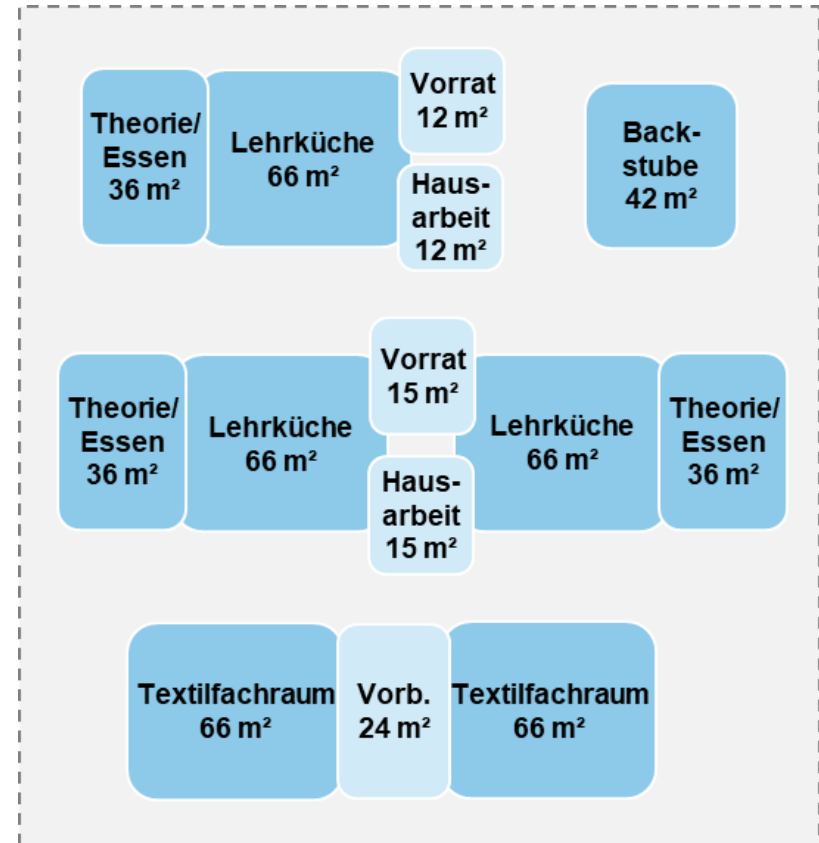 Theorie/
Essen
36 m²
Lehrküche
66 m²
Vorrat
12 m²
Haus-
arbeit
12 m²
Back-
stube
42 m²
Theorie/
Essen
36 m²
Lehrküche
66 m²
Vorrat
15 m²
Haus-
arbeit
15 m²
Lehrküche
66 m²
Theorie/
Essen
36 m²
Textilfachraum
66 m²
Vorb.
24 m²
Textilfachraum
66 m²